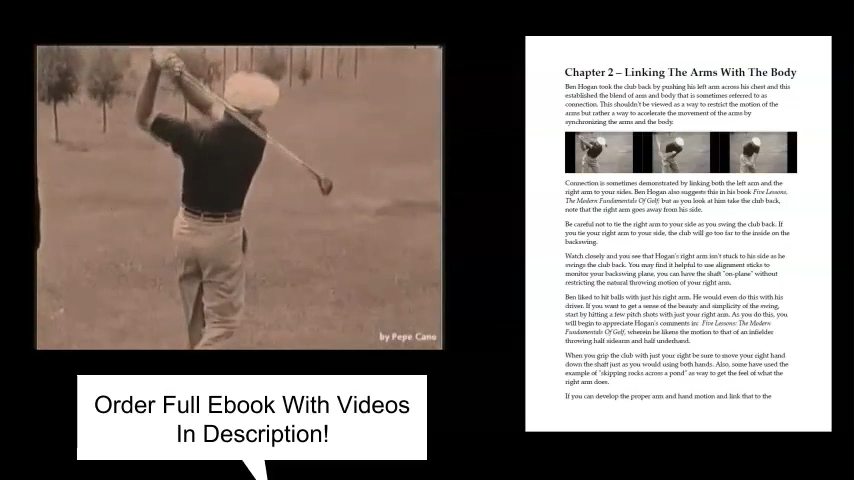 by Pepe Cano
Order Full Ebook With Videos
In Description!
Chapter 2 – Linking The Arms With The Body
Ben Hogan took the club back by pushing his left arm across his chest and this
established the blend of arm and body that is sometimes referred to as
connection. This shouldn't be viewed as a way to restrict the motion of the
arms but rather a way to accelerate the movement of the arms by
synchronizing the arms and the body.
Connection is sometimes demonstrated by linking both the left arm and the
right arm to your sides. Ben Hogan also suggests this in his book Five Lessons,
The Modern Fundamentals Of Golf, but as you look at him take the club back,
note that the right arm goes away from his side.
Be careful not to tie the right arm to your side as you swing the club back. If
you tie your right arm to your side, the club will go too far to the inside on the
backswing.
Watch closely and you see that Hogan's right arm isn't stuck to his side as he
swings the club back. You may find it helpful to use alignment sticks to
monitor your backswing plane, you can have the shaft "on-plane" without
restricting the natural throwing motion of your right arm.
Ben liked to hit balls with just his right arm. He would even do this with his
driver. If you want to get a sense of the beauty and simplicity of the swing,
start by hitting a few pitch shots with just your right arm. As you do this, you
will begin to appreciate Hogan's comments in: Five Lessons: The Modern
Fundamentals Of Golf, wherein he likens the motion to that of an infielder
throwing half sidearm and half underhand.
When you grip the club with just your right be sure to move your right hand
down the shaft just as you would using both hands. Also, some have used the
example of "skipping rocks across a pond" as way to get the feel of what the
right arm does.
If you can develop the proper arm and hand motion and link that to the